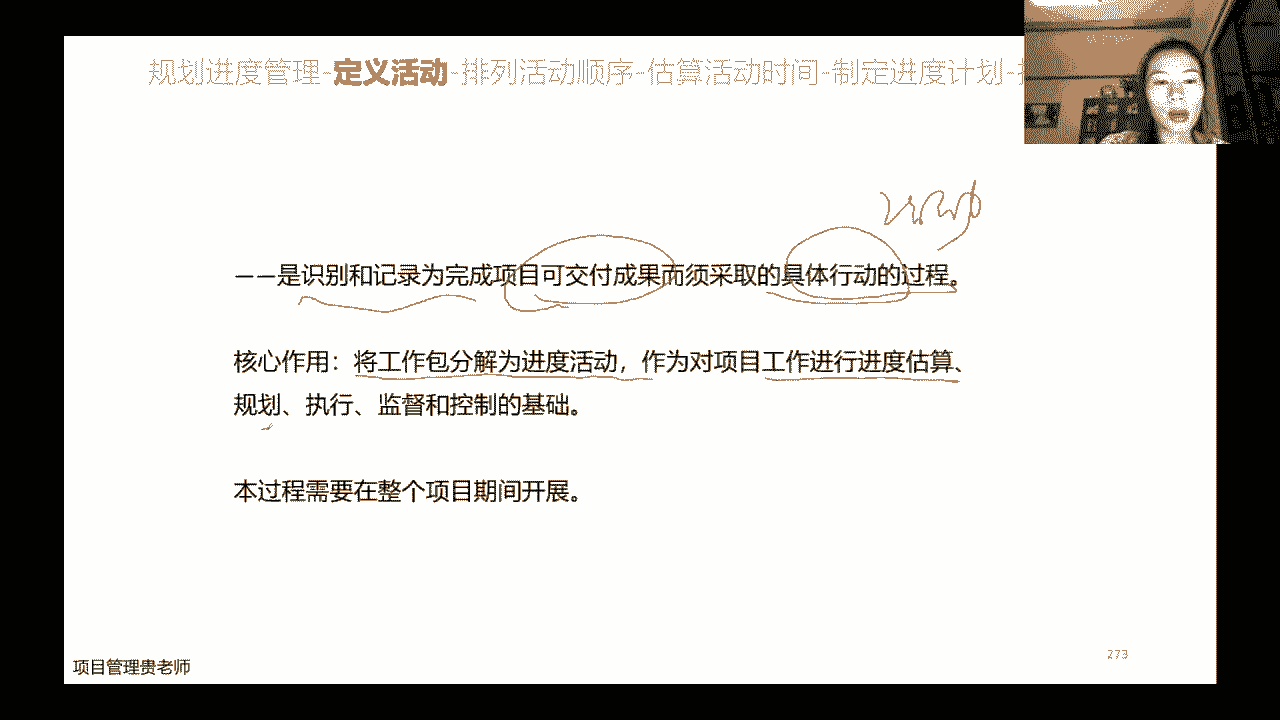 规划进度管理-定义活动-排列活动顺序-估算活动时间-制定进度计划-
——是识别和记录为完成项目可交付成果而须采取的具体行动的过程。
核心作用：将工作包分解为进度活动，作为对项目工作进行进度估算、
规划、执行、监督和控制的基础。
本过程需要在整个项目期间开展。
273
项目管理贵老师